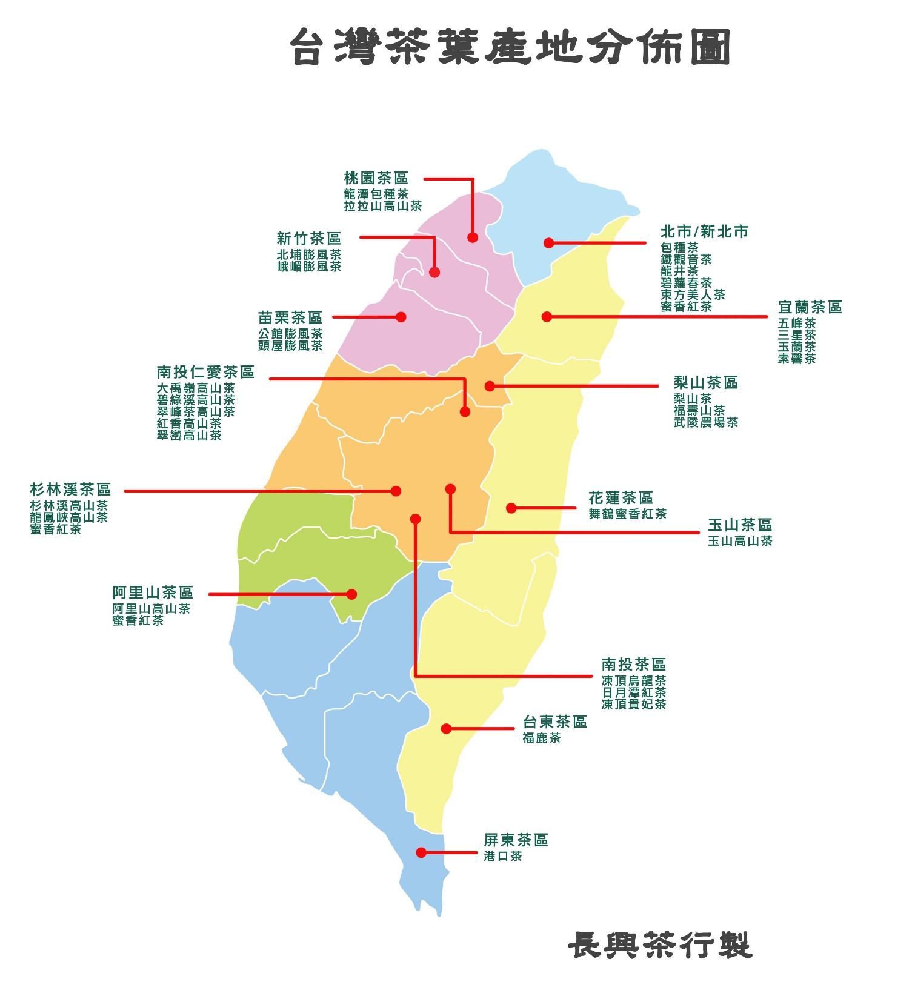 台灣茶葉產地分佈圖
桃園茶區
龍潭包種茶
拉拉山高山茶
新竹茶區
北埔膨風茶
峨嵋膨風茶
北市/新北市
包種茶
鐵觀音茶
龍井茶
碧蘿春茶
東方美人茶
蜜香紅茶
宜蘭茶區
五峰茶
三星茶
玉蘭茶
素馨茶
苗栗茶區
公館膨風茶
頭屋膨風茶
南投仁愛茶區
大禹嶺高山茶
碧綠溪高山茶
翠峰茶高山茶
紅香高山茶
翠巒高山茶
梨山茶區
梨山茶
福壽山茶
武陵農場茶
杉林溪茶區
杉林溪高山茶
龍鳳峽高山茶
蜜香紅茶
花蓮茶區
舞鶴蜜香紅茶
玉山茶區
玉山高山茶
阿里山茶區
阿里山高山茶
蜜香紅茶
南投茶區
凍頂烏龍茶
日月潭紅茶
凍頂貴妃茶
台東茶區
福鹿茶
屏東茶區
港口茶
長興茶行製